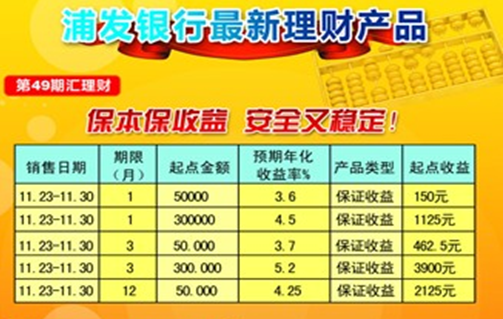 浦发银行最新理财产品
第49期汇理财
保本保收益 安全又稳定!
销售日期 期限(月) 起点金额 预期年化收益率% 产品类型 起点收益
11.23-11.30 1 50000 3.6 保证收益 150元
11.23-11.30 1 300000 4.5 保证收益 1125元
11.23-11.30 3 50.000 3.7 保证收益 462.5元
11.23-11.30 3 300.000 5.2 保证收益 3900元
11.23-11.30 12 50.000 4.25 保证收益 2125元